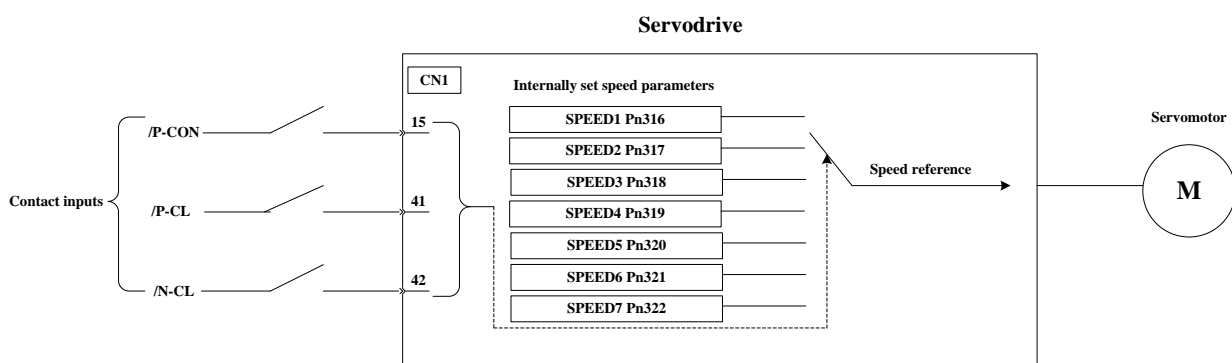 Servodrive
CN1
Internally set speed parameters
/P-CON
15
SPEED1 Pn316
SPEED2 Pn317
Servomotor
SPEED3 Pn318
Speed reference
Contact inputs
/P-CL
41
SPEED4 Pn319
M
SPEED5 Pn320
/N-CL
42
SPEED6 Pn321
SPEED7 Pn322